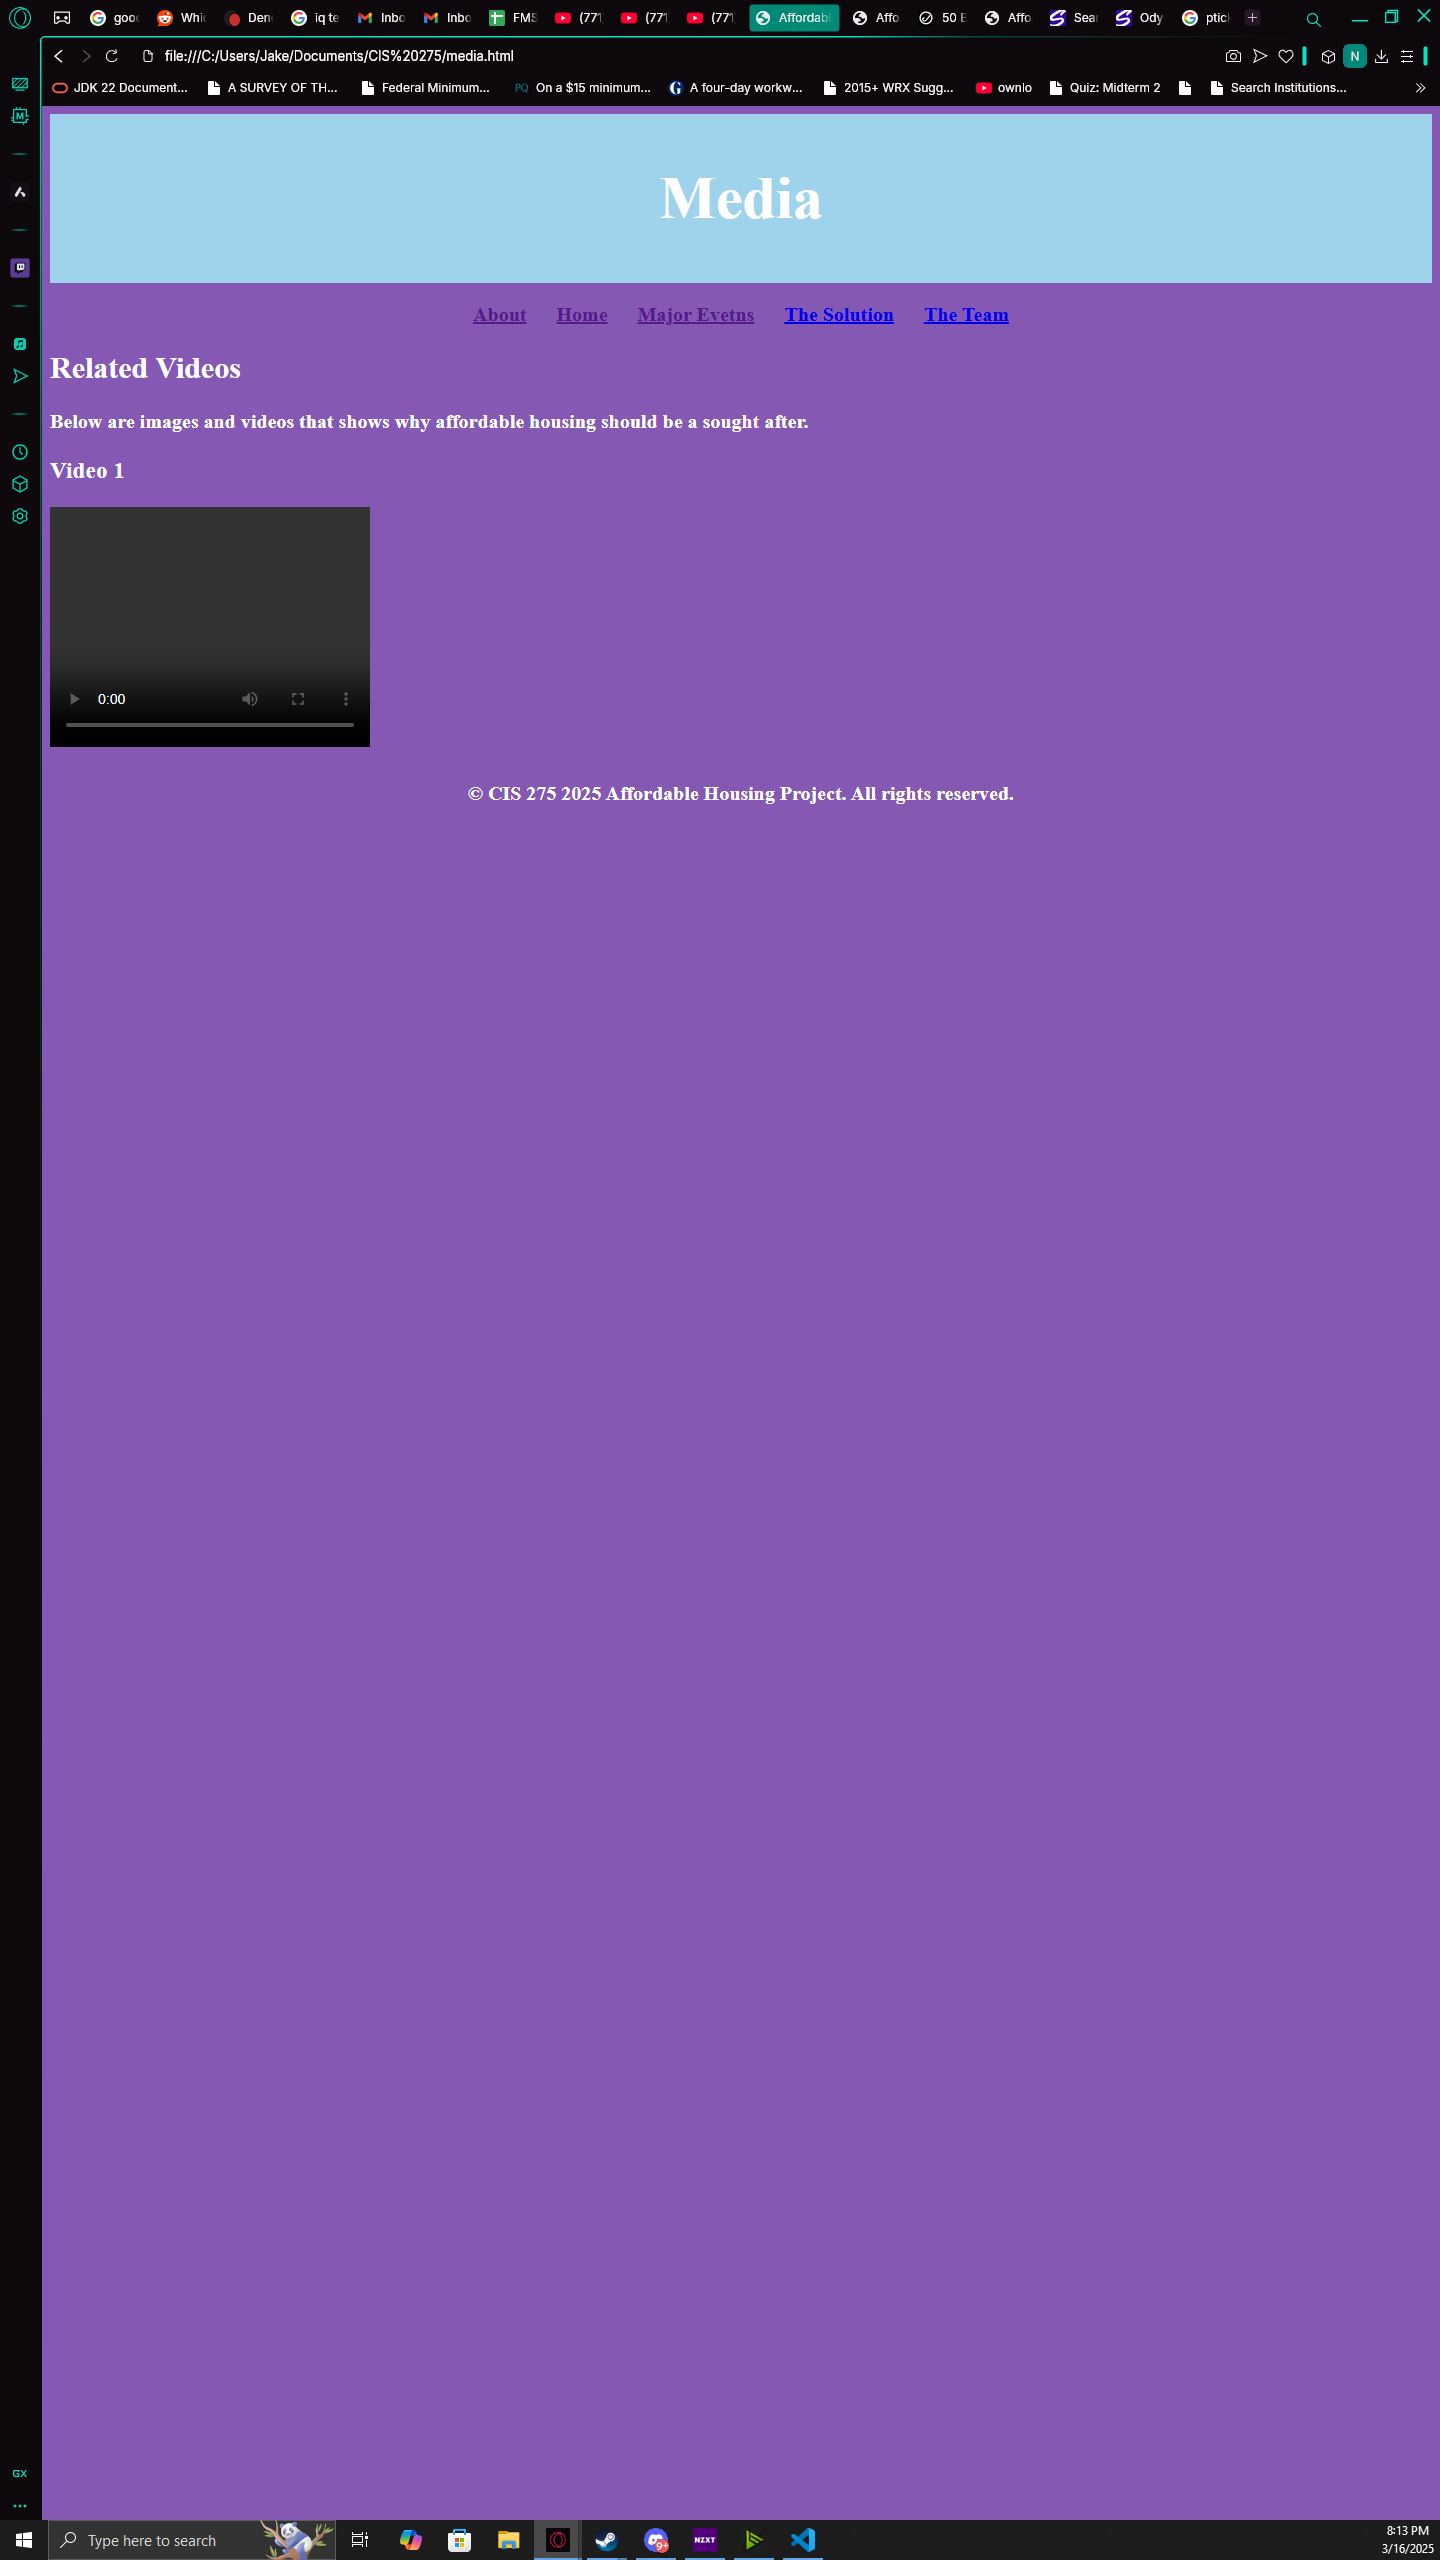 gooc Whi Den iq te Inbo Inbo FMS (771 (771 (771 Affordabl Affo 50 E Affo Sear Ody ptic
file:///C:/Users/Jake/Documents/CIS%20275/media.html N
JDK 22 Document... A SURVEY OF TH... Federal Minimum... PQ On a $15 minimum... A four-day workw... 2015+ WRX Sugg... ownlo Quiz: Midterm 2 Search Institutions...
M
Media
About Home Major Evetns The Solution The Team
Related Videos
Below are images and videos that shows why affordable housing should be a sought after.
Video 1
0:00
© CIS 275 2025 Affordable Housing Project. All rights reserved.
GX
Type here to search 9+ NZXT 8:13 PM
3/16/2025